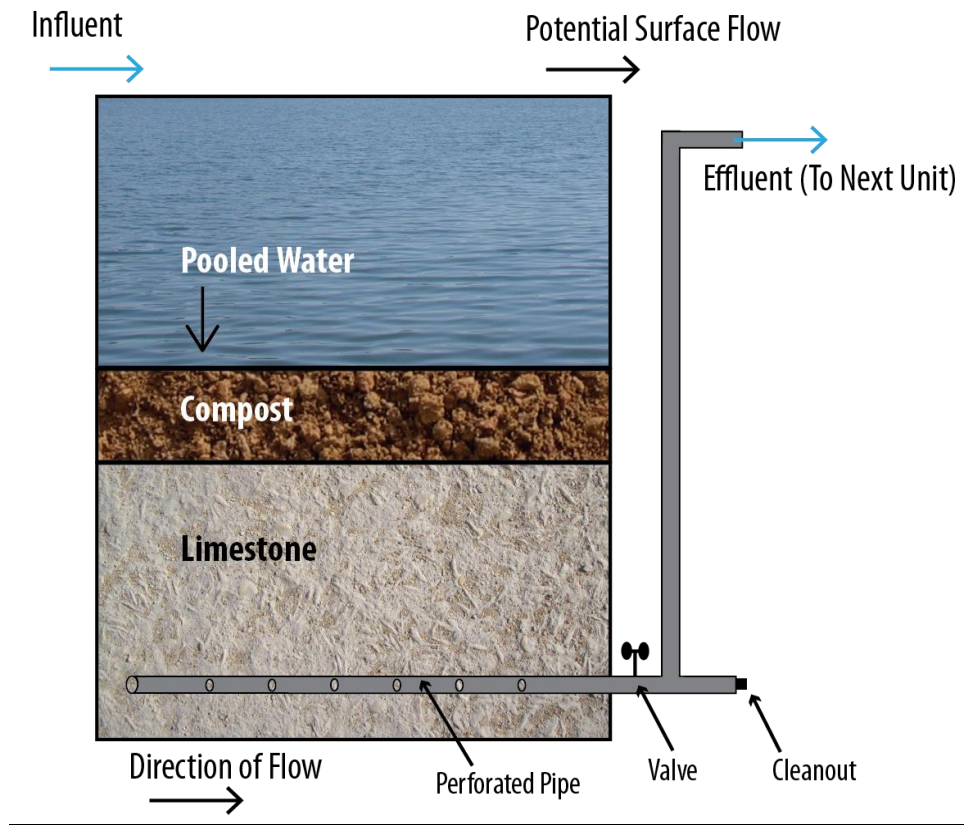 Influent
Potential Surface Flow
Effluent (To Next Unit)
Pooled Water
Compost
Limestone
Direction of Flow
Perforated Pipe
Valve
Cleanout